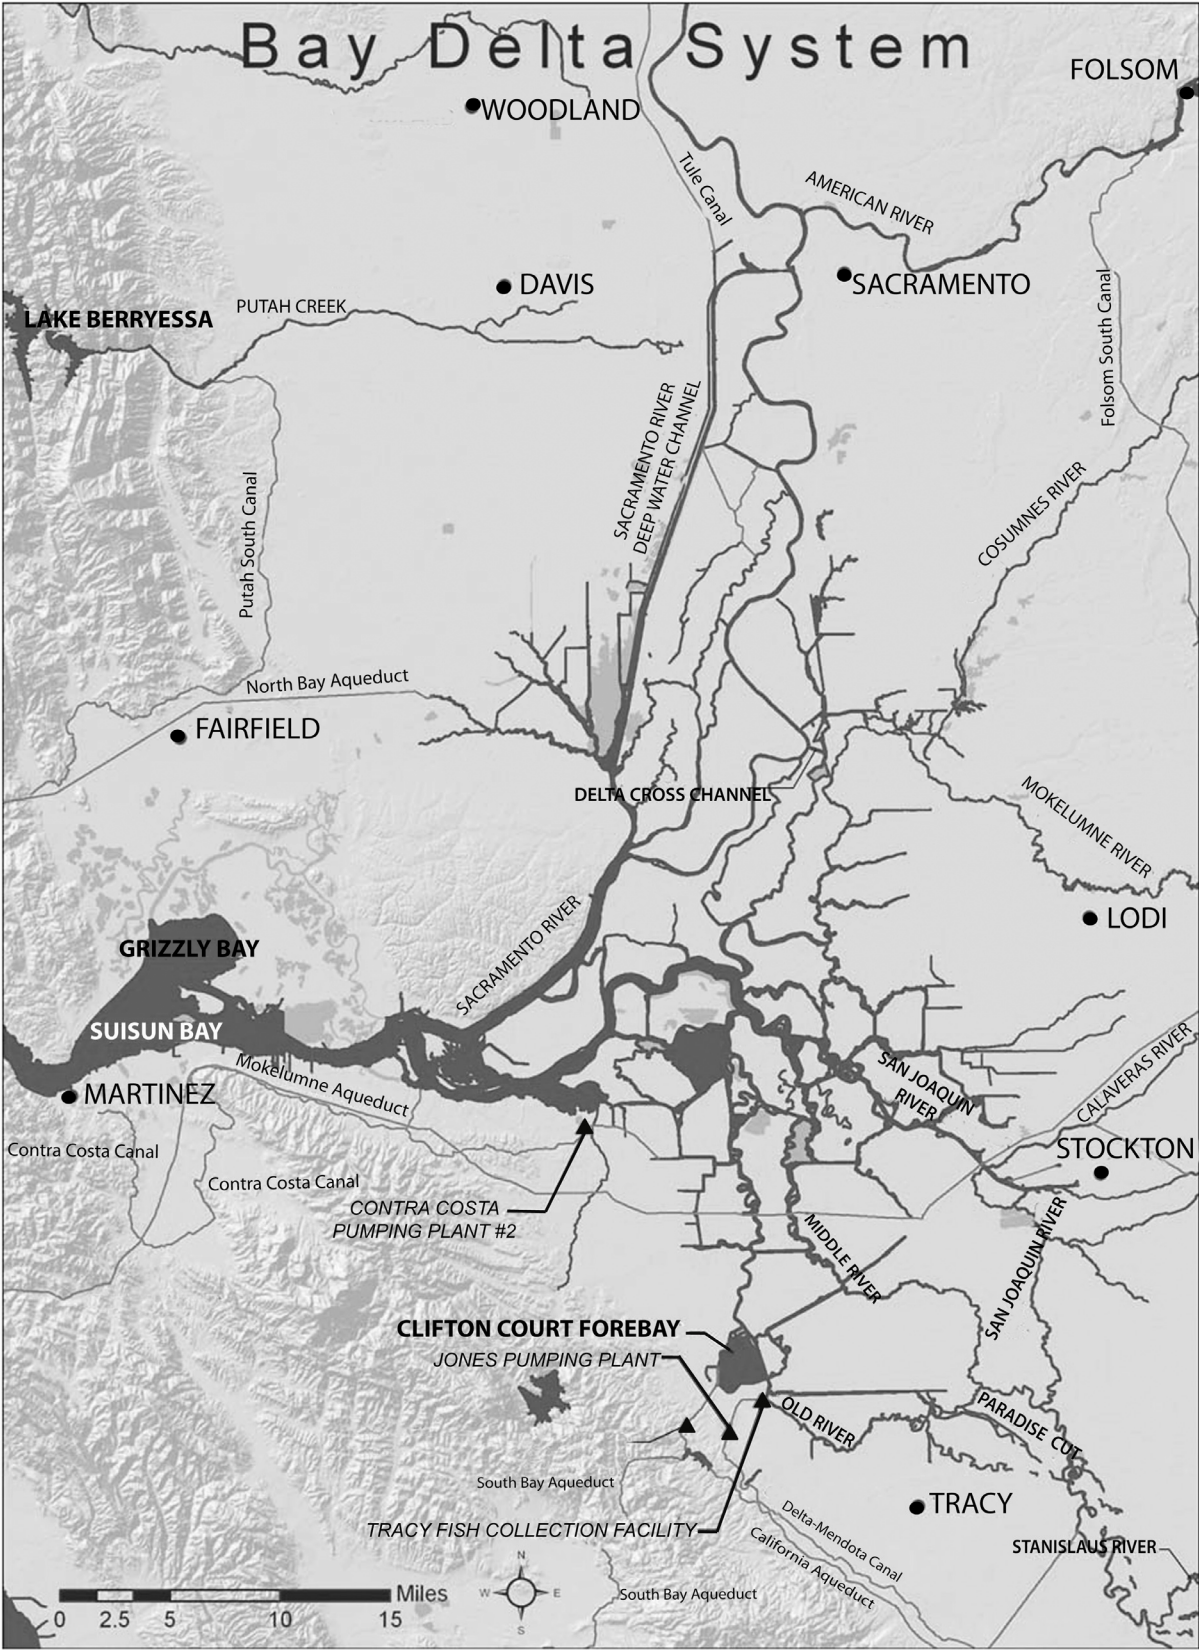 Bay Delta System
FOLSOM
WOODLAND
Tule Canal
AMERICAN RIVER
DAVIS
SACRAMENTO
PUTAH CREEK
LAKE BERRYESSA
Folsom South Canal
SACRAMENTO RIVER
DEEP WATER CHANNEL
Putah South Canal
COSUMNES RIVER
North Bay Aqueduct
FAIRFIELD
DELTA CROSS CHANNEL
MOKELUMNE RIVER
LODI
GRIZZLY BAY
SACRAMENTO RIVER
SUISUN BAY
Mokelumne Aqueduct
MARTINEZ
SAN JOAQUIN
RIVER
CALAVERAS RIVER
Contra Costa Canal
STOCKTON
Contra Costa Canal
CONTRA COSTA
PUMPING PLANT #2
MIDDLE RIVER
SAN JOAQUIN RIVER
CLIFTON COURT FOREBAY
JONES PUMPING PLANT
OLD RIVER
PARADISE CUT
South Bay Aqueduct
TRACY
TRACY FISH COLLECTION FACILITY
Delta-Mendota Canal
California Aqueduct
STANISLAUS RIVER
South Bay Aqueduct
N
W E
S
Miles
0 2.5 5 10 15